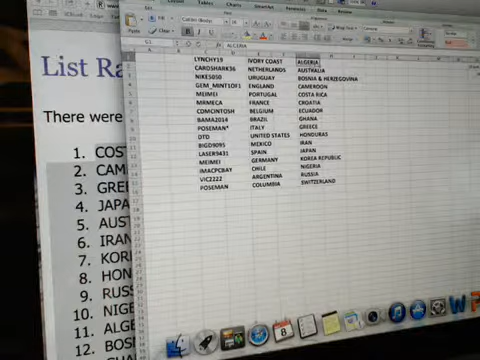 List Ra
There were
1. COS
2. CAM
3. GRE
4. JAPA
5. AUST
6. IRAN
7. KOR
8. HON
9. RUSS
10. NIGE
11. ALGE
12. BOS
ALGERIA
LYNCHY19 IVORY COAST ALGERIA
CARDSHARK36 NETHERLANDS AUSTRALIA
NIKE5050 URUGUAY BOSNIA & HERZEGOVINA
GEM_MINT1OF1 ENGLAND CAMEROON
MEIMEI PORTUGAL COSTA RICA
MRMECA FRANCE CROATIA
COMCINTOSH BELGIUM ECUADOR
BAMA2014 BRAZIL GHANA
POSEMAN* ITALY GREECE
DTD UNITED STATES HONDURAS
BIGD9095 MEXICO IRAN
LASER9431 SPAIN JAPAN
MEIMEI GERMANY KOREA REPUBLIC
IMACPCBAY CHILE NIGERIA
VIC2222 ARGENTINA RUSSIA
POSEMAN COLUMBIA SWITZERLAND